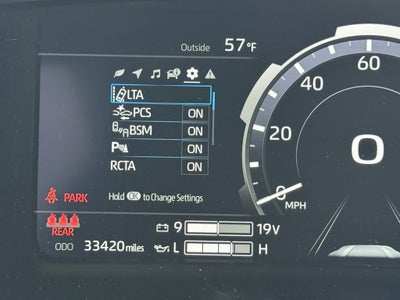 Outside 57°F
LTA
PCS ON
BSM ON
P ON
RCTA ON
Hold OK to Change Settings
PARK
REAR
9 19V
ODO 33420 miles
L H
0 20 40 60
0
MPH